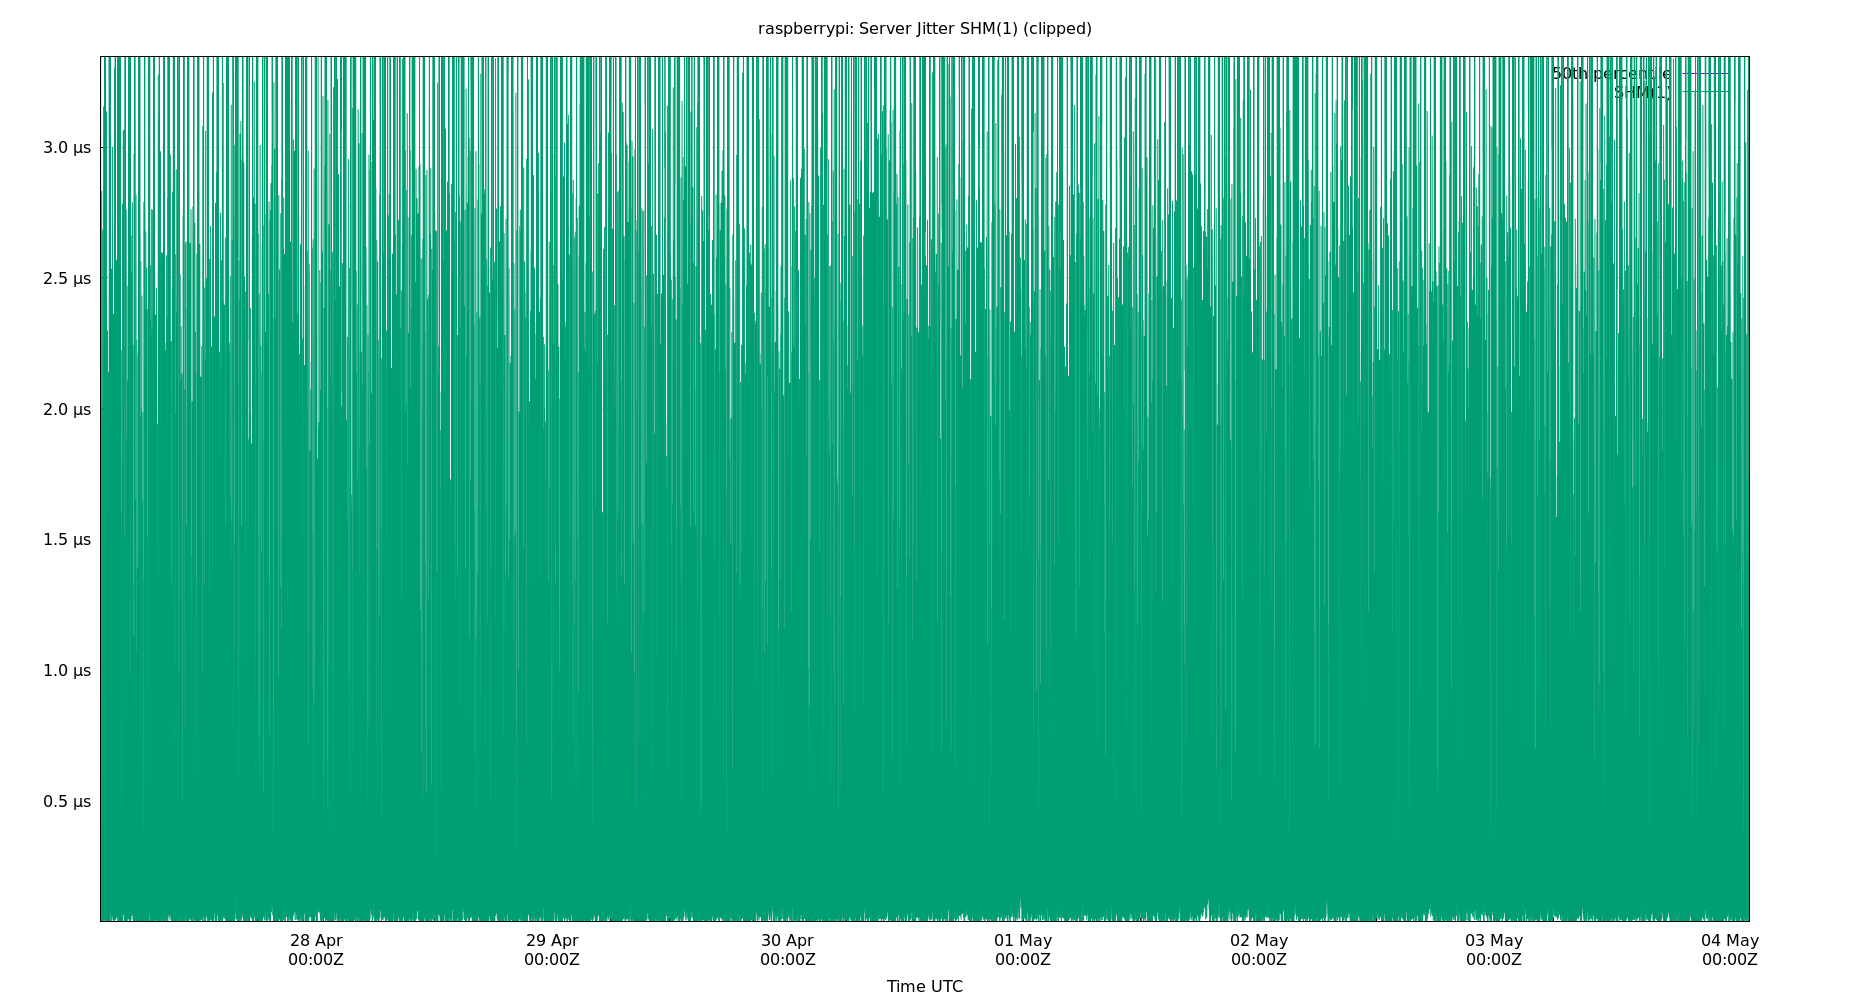 raspberrypi: Server Jitter SHM(1) (clipped)
50th percentile
SHM(1)
3.0 µs
2.5 µs
2.0 µs
1.5 µs
1.0 µs
0.5 µs
28 Apr 29 Apr 30 Apr 01 May 02 May 03 May 04 May
00:00Z 00:00Z 00:00Z 00:00Z 00:00Z 00:00Z 00:00Z
Time UTC